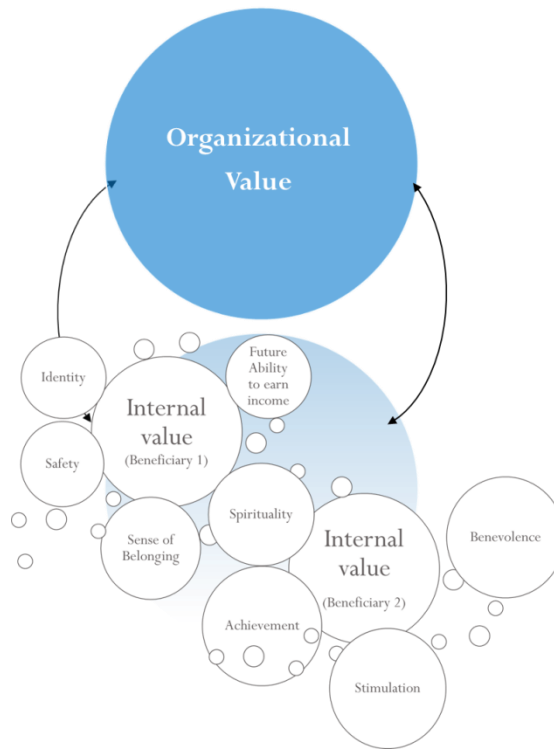 Organizational
Value
Future
Ability
to earn
income
Identity
Internal
value
(Beneficiary 1)
Safety
Spirituality
Sense of
Belonging
Internal
value
(Beneficiary 2)
Benevolence
Achievement
Stimulation